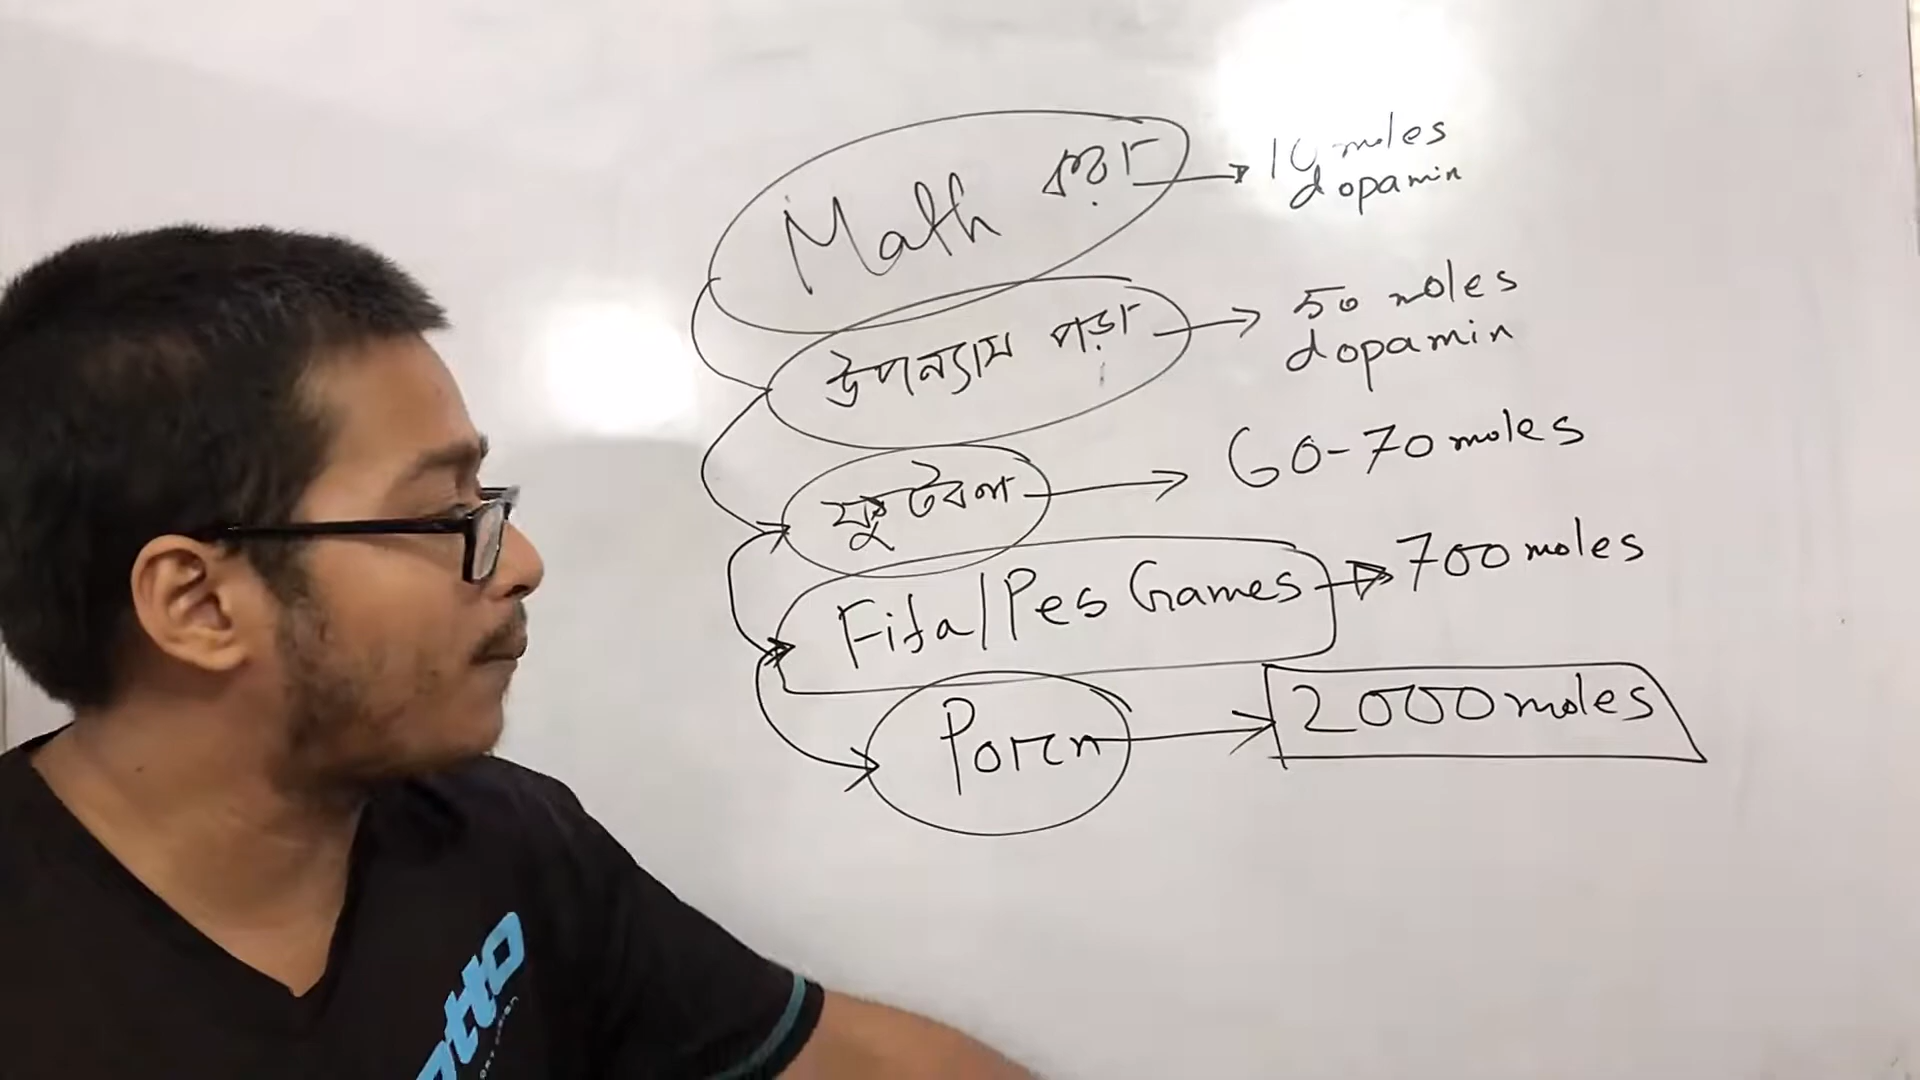 Math করা
10 moles
dopamin
উপন্যাস পড়া
50 moles
dopamin
ফুটবল
60-70 moles
Fifa/Pes Games
700 moles
Porn
2000 moles